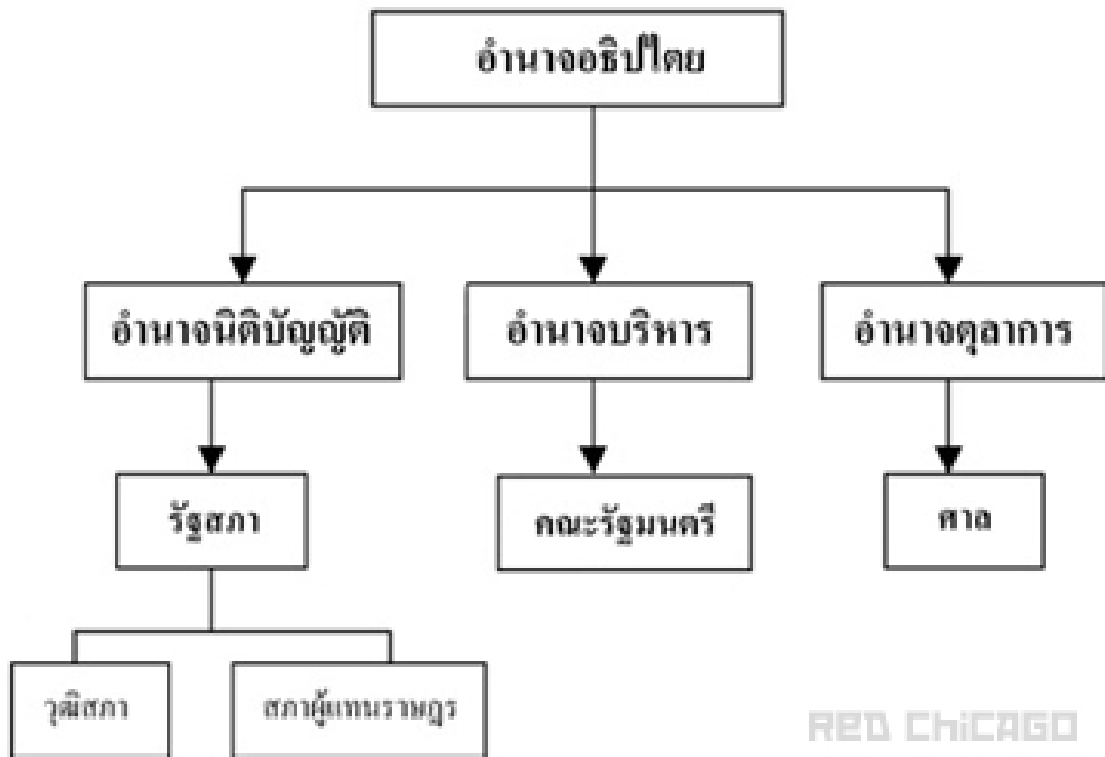 อำนาจอธิปไตย
อำนาจนิติบัญญัติ
อำนาจบริหาร
อำนาจตุลาการ
รัฐสภา
คณะรัฐมนตรี
ศาล
วุฒิสภา
สภาผู้แทนราษฎร
RED CHiCAGO